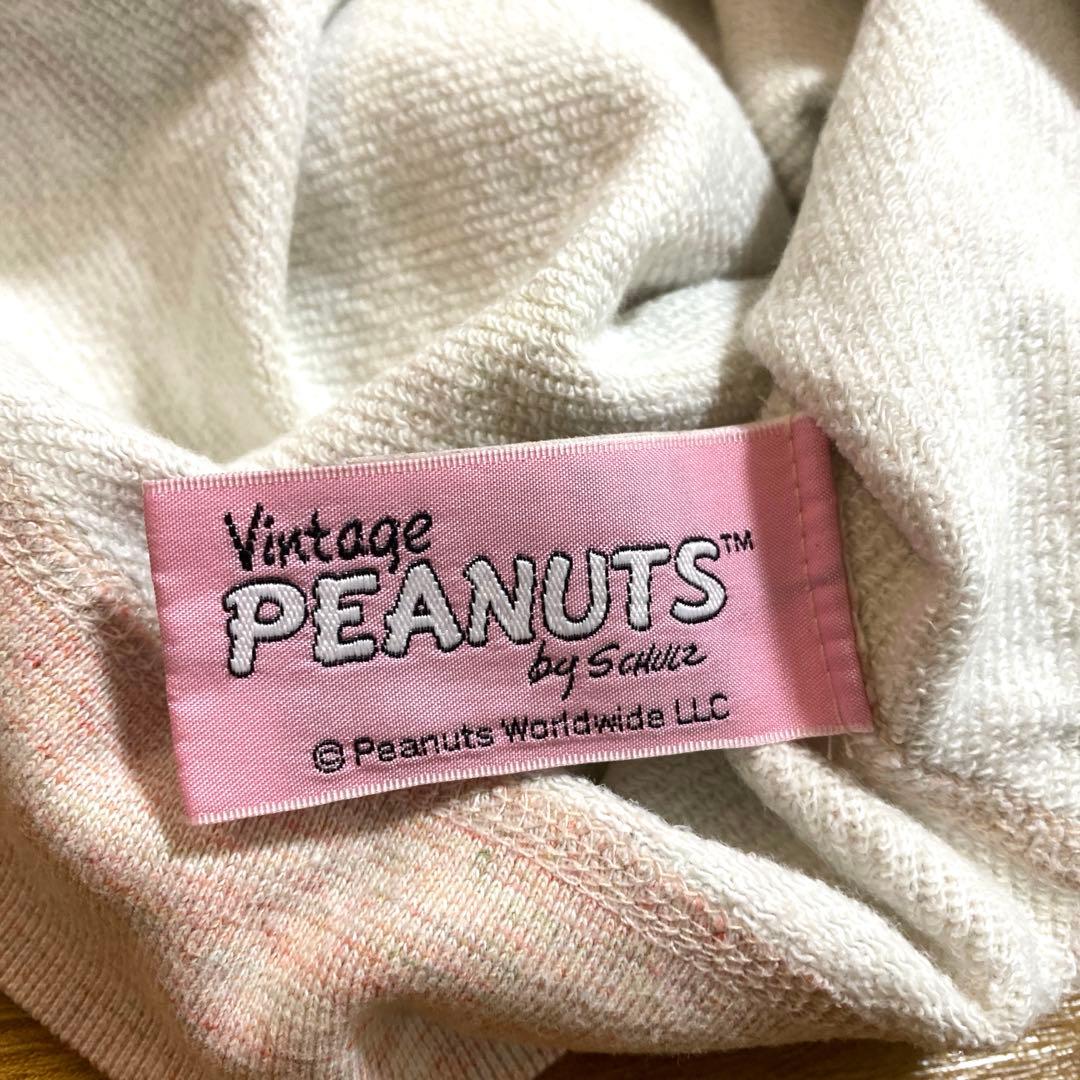 Vintage
PEANUTS™
by SCHULZ
©Peanuts Worldwide LLC